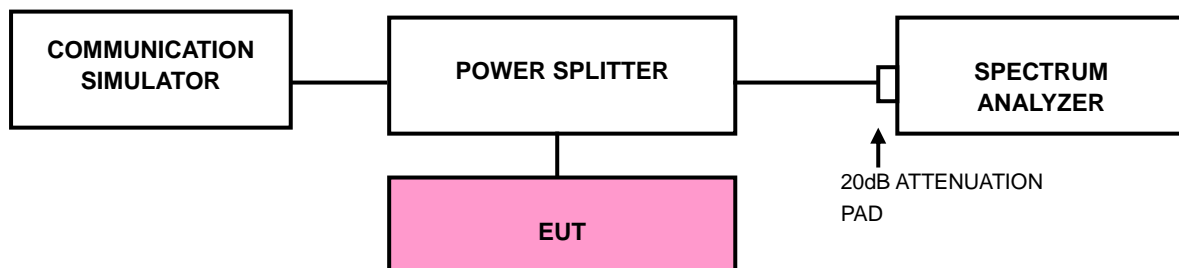 COMMUNICATION
SIMULATOR
POWER SPLITTER
SPECTRUM
ANALYZER
20dB ATTENUATION
PAD
EUT